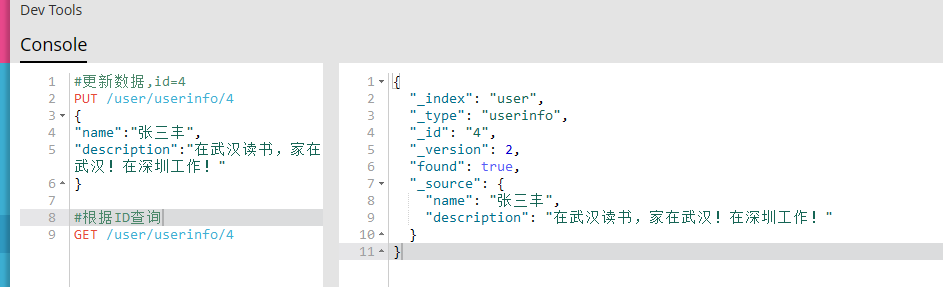 Dev Tools
Console
1 #更新数据,id=4
2 PUT /user/userinfo/4
3 {
4 "name":"张三丰",
5 "description":"在武汉读书，家在
武汉！在深圳工作！"
6 }
7
8 #根据ID查询
9 GET /user/userinfo/4
1 {
2 "_index": "user",
3 "_type": "userinfo",
4 "_id": "4",
5 "_version": 2,
6 "found": true,
7 "_source": {
8 "name": "张三丰",
9 "description": "在武汉读书，家在武汉！在深圳工作！"
10 }
11 }